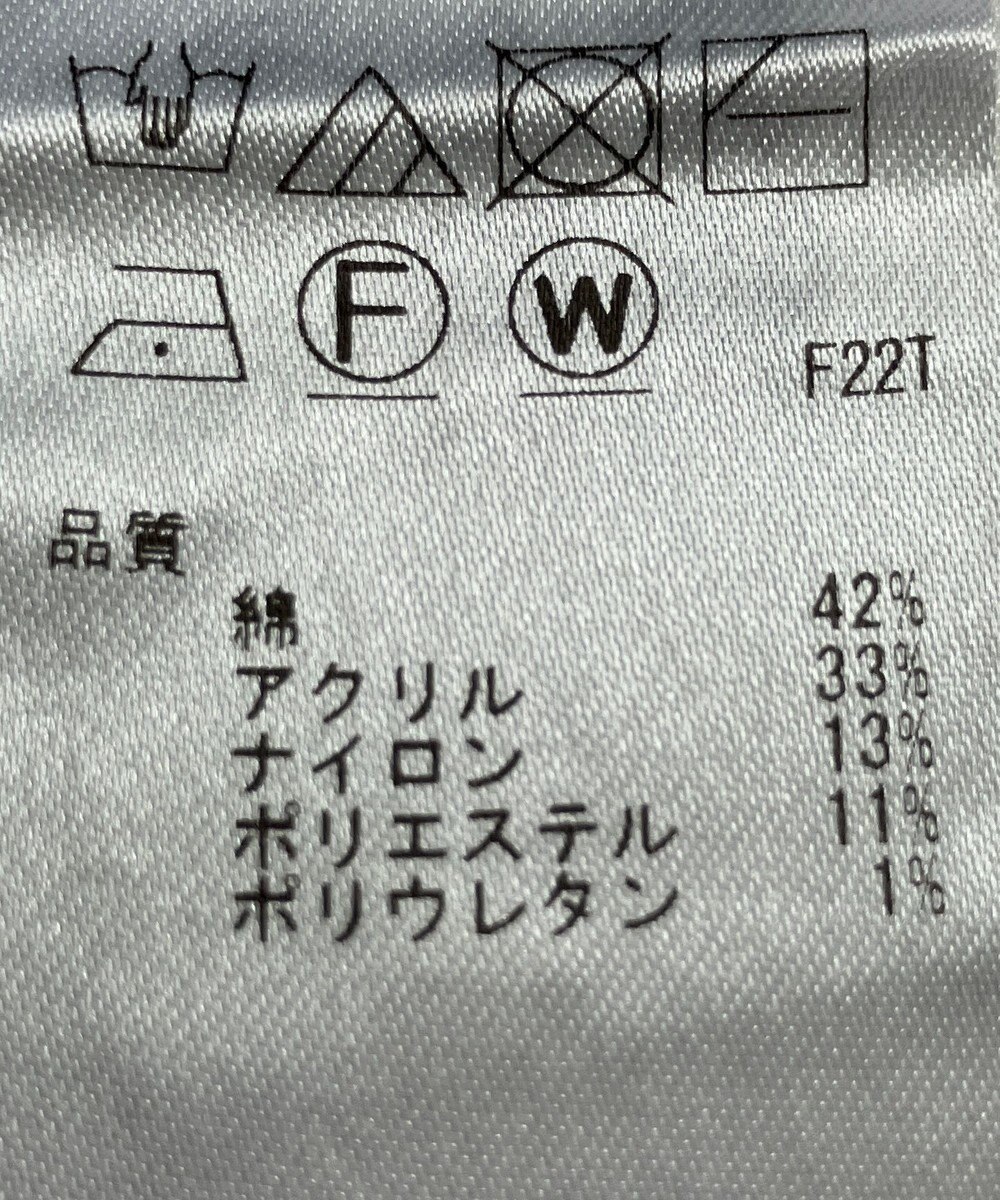 F W F22T
品質
綿 42%
アクリル 33%
ナイロン 13%
ポリエステル 11%
ポリウレタン 1%